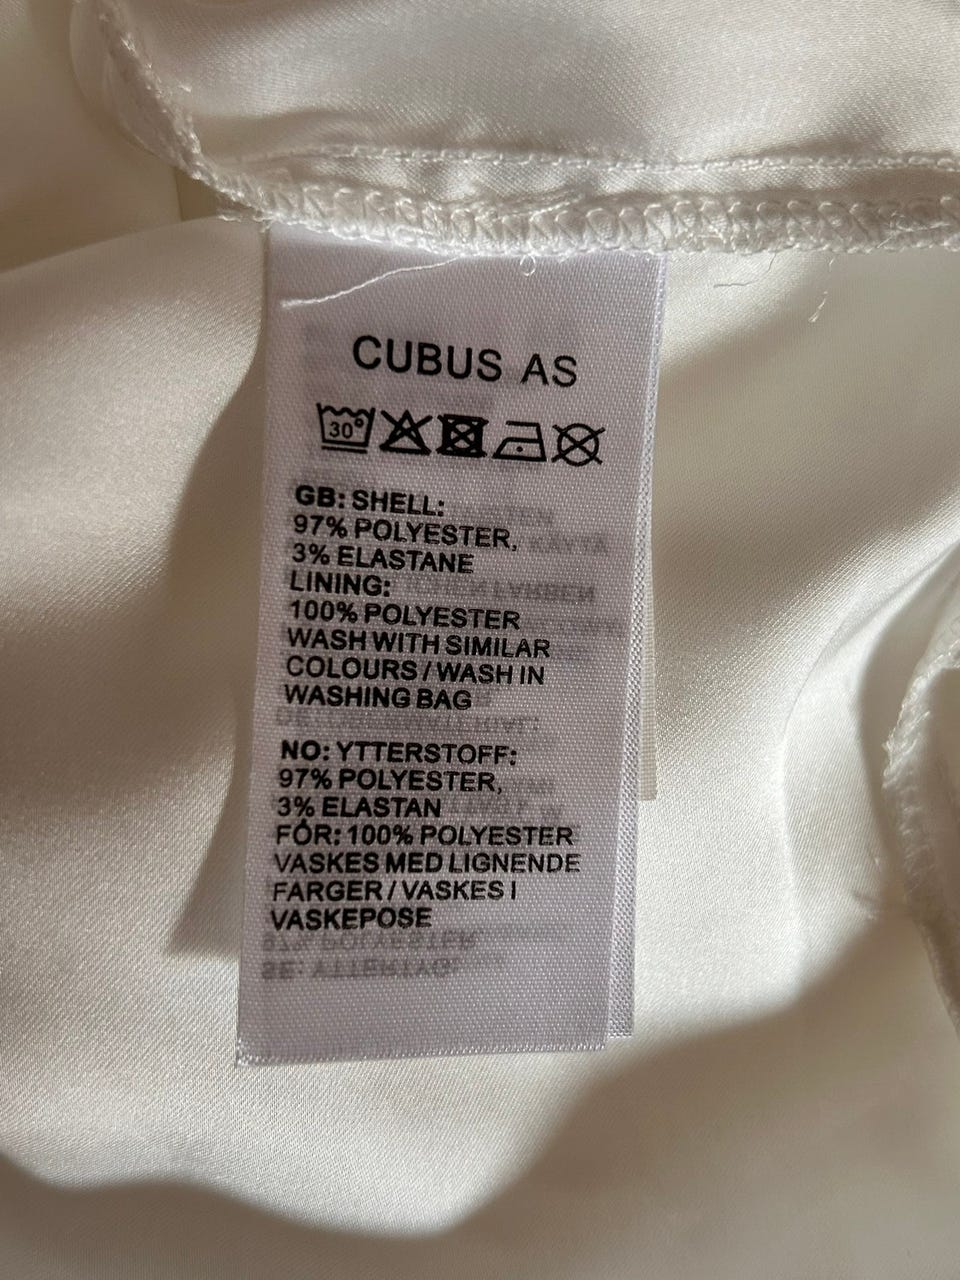 CUBUS AS
30°
GB: SHELL:
97% POLYESTER,
3% ELASTANE
LINING:
100% POLYESTER
WASH WITH SIMILAR
COLOURS / WASH IN
WASHING BAG
NO: YTTERSTOFF:
97% POLYESTER,
3% ELASTAN
FÓR: 100% POLYESTER
VASKES MED LIGNENDE
FARGER / VASKES I
VASKEPOSE